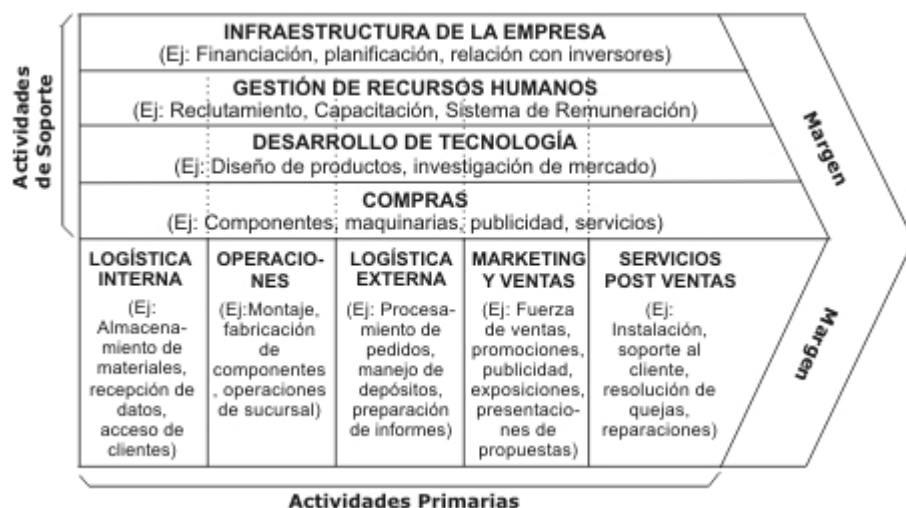 INFRAESTRUCTURA DE LA EMPRESA
(Ej: Financiación, planificación, relación con inversores)
GESTIÓN DE RECURSOS HUMANOS
(Ej: Reclutamiento, Capacitación, Sistema de Remuneración)
DESARROLLO DE TECNOLOGÍA
(Ej: Diseño de productos, investigación de mercado)
COMPRAS
(Ej: Componentes, maquinarias, publicidad, servicios)
Actividades
de Soporte
LOGÍSTICA
INTERNA
(Ej:
Almacena-
miento de
materiales,
recepción de
datos,
acceso de
clientes)
OPERACIO-
NES
(Ej:Montaje,
fabricación
de
componentes
, operaciones
de sucursal)
LOGÍSTICA
EXTERNA
(Ej: Procesa-
miento de
pedidos,
manejo de
depósitos,
preparación
de informes)
MARKETING
Y VENTAS
(Ej: Fuerza
de ventas,
promociones,
publicidad,
exposiciones,
presentacio-
nes de
propuestas)
SERVICIOS
POST VENTAS
(Ej:
Instalación,
soporte al
cliente,
resolución de
quejas,
reparaciones)
Margen
Margen
Actividades Primarias